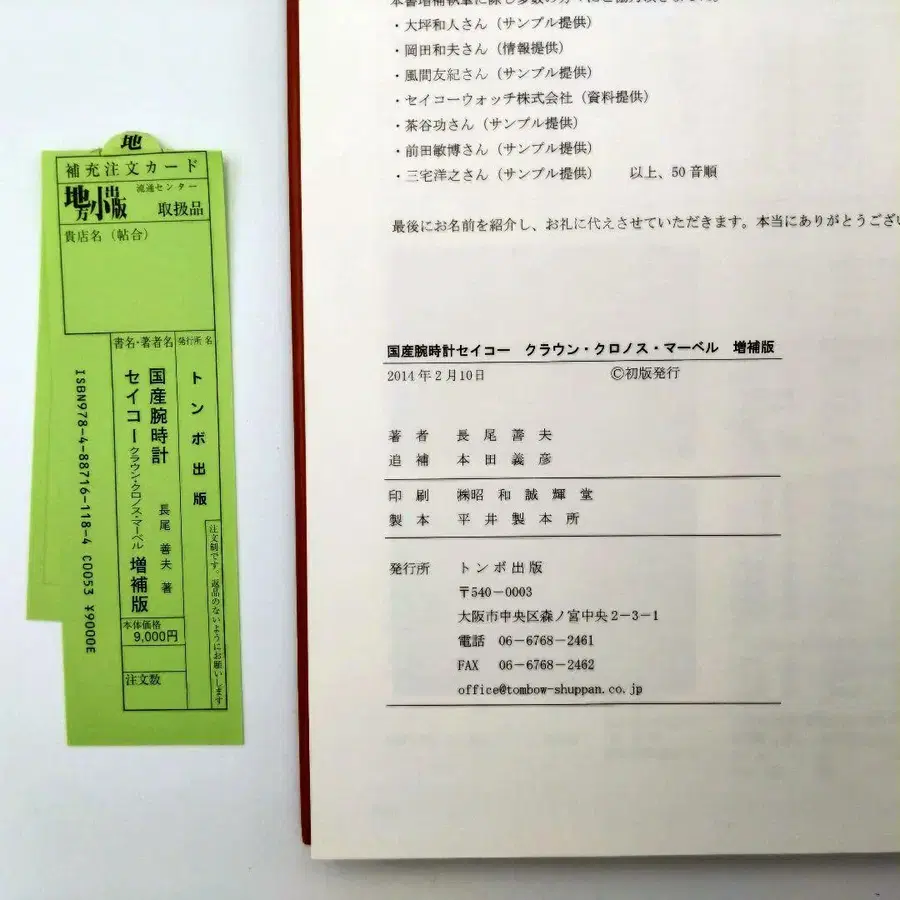 地
補充注文カード
地方小出版
流通センター
取扱品
貴店名（帖合）
書名・著者名
発行所名
トンボ出版
国産腕時計
セイコー クラウン・クロノス・マーベル 増補版
長尾善夫 著
ISBN978-4-88716-118-4 C0053 ¥9000E
注文制です。返品のないようにお願いします
本体価格
9,000円
注文数
・大坪和人さん（サンプル提供）
・岡田和夫さん（情報提供）
・風間友紀さん（サンプル提供）
・セイコーウォッチ株式会社（資料提供）
・茶谷功さん（サンプル提供）
・前田敏博さん（サンプル提供）
・三宅洋之さん（サンプル提供） 以上、50音順
最後にお名前を紹介し、お礼に代えさせていただきます。本当にありがとうござい
国産腕時計セイコー クラウン・クロノス・マーベル 増補版
2014年2月10日 ©初版発行
著者 長尾善夫
追補 本田義彦
印刷 ㈱昭和誠輝堂
製本 平井製本所
発行所 トンボ出版
〒540-0003
大阪市中央区森ノ宮中央2-3-1
電話 06-6768-2461
FAX 06-6768-2462
office@tombow-shuppan.co.jp